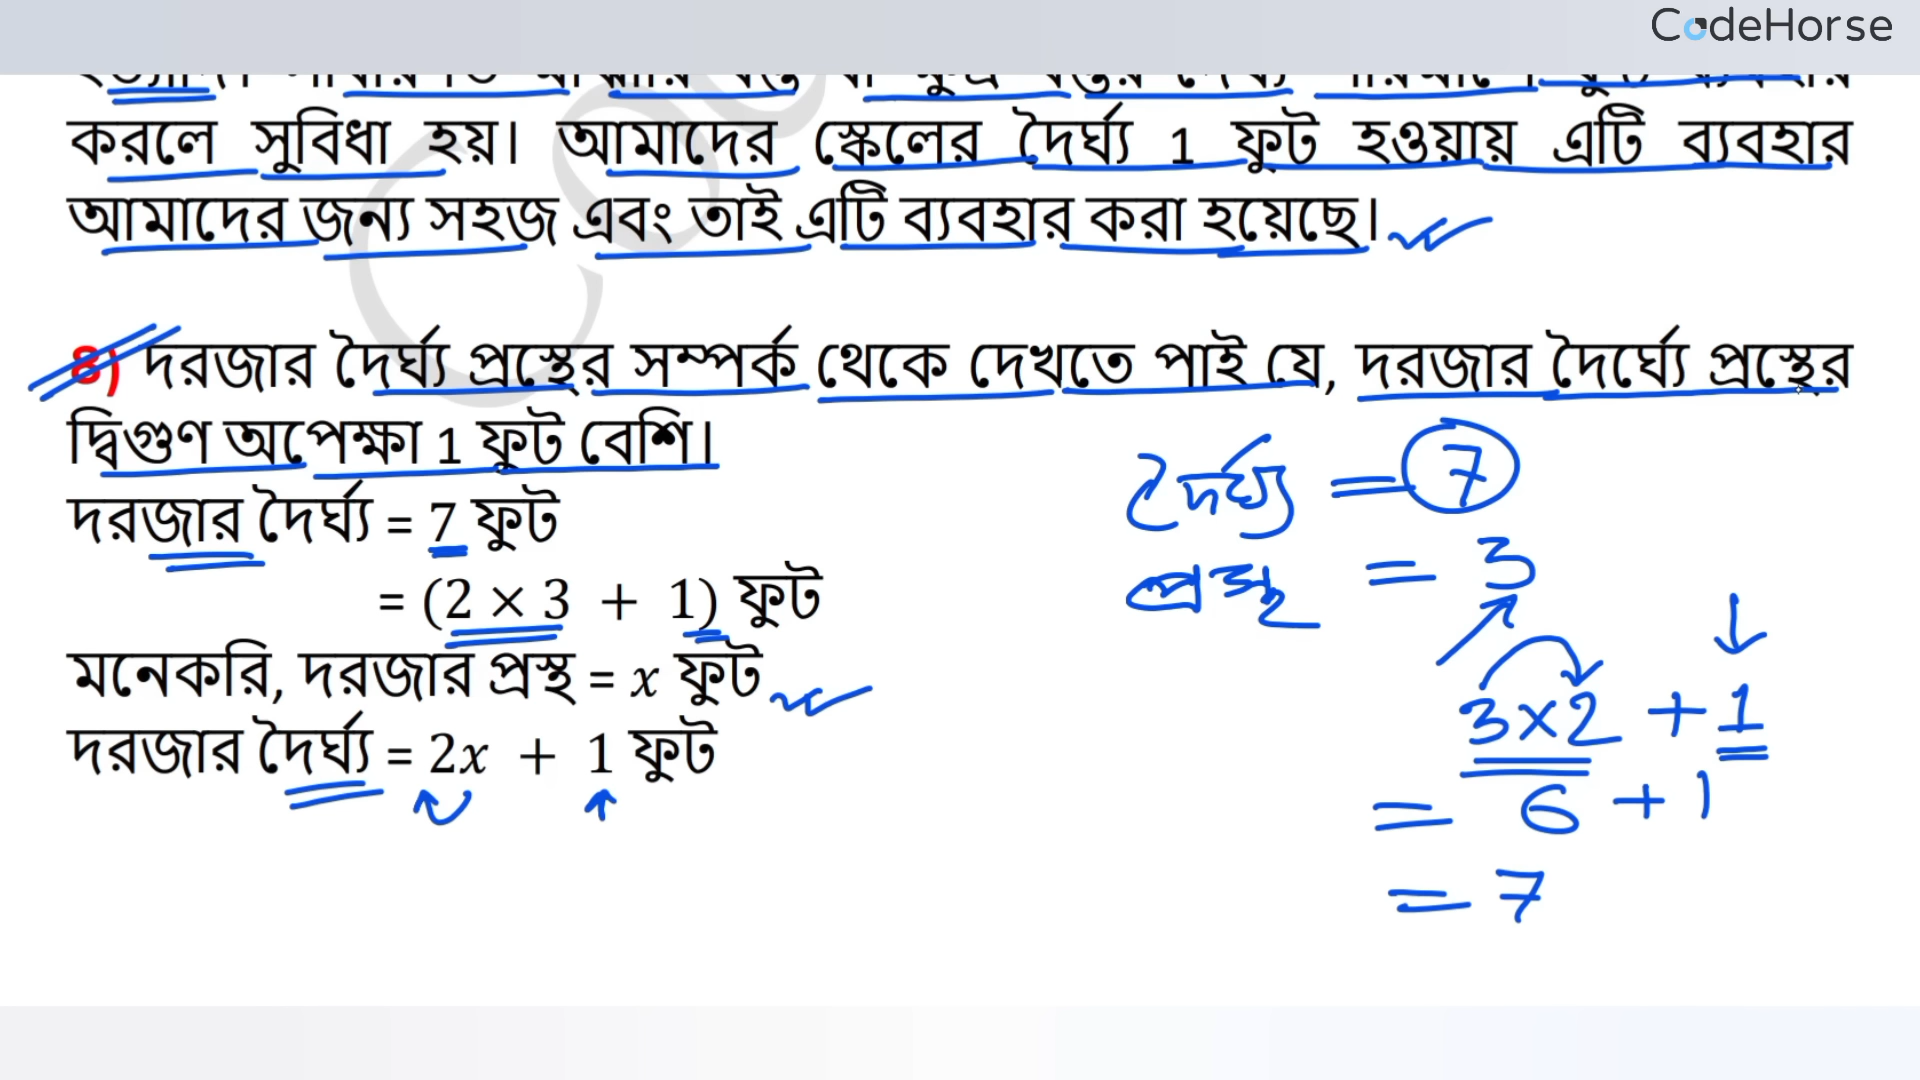 CodeHorse
করলে সুবিধা হয়। আমাদের স্কেলের দৈর্ঘ্য 1 ফুট হওয়ায় এটি ব্যবহার
আমাদের জন্য সহজ এবং তাই এটি ব্যবহার করা হয়েছে।
8) দরজার দৈর্ঘ্য প্রস্থের সম্পর্ক থেকে দেখতে পাই যে, দরজার দৈর্ঘ্যে প্রস্থের
দ্বিগুণ অপেক্ষা 1 ফুট বেশি।
দরজার দৈর্ঘ্য = 7 ফুট
= (2 × 3 + 1) ফুট
মনেকরি, দরজার প্রস্থ = x ফুট
দরজার দৈর্ঘ্য = 2x + 1 ফুট
দৈর্ঘ্য = 7
প্রস্থ = 3
3×2 + 1
= 6 + 1
= 7